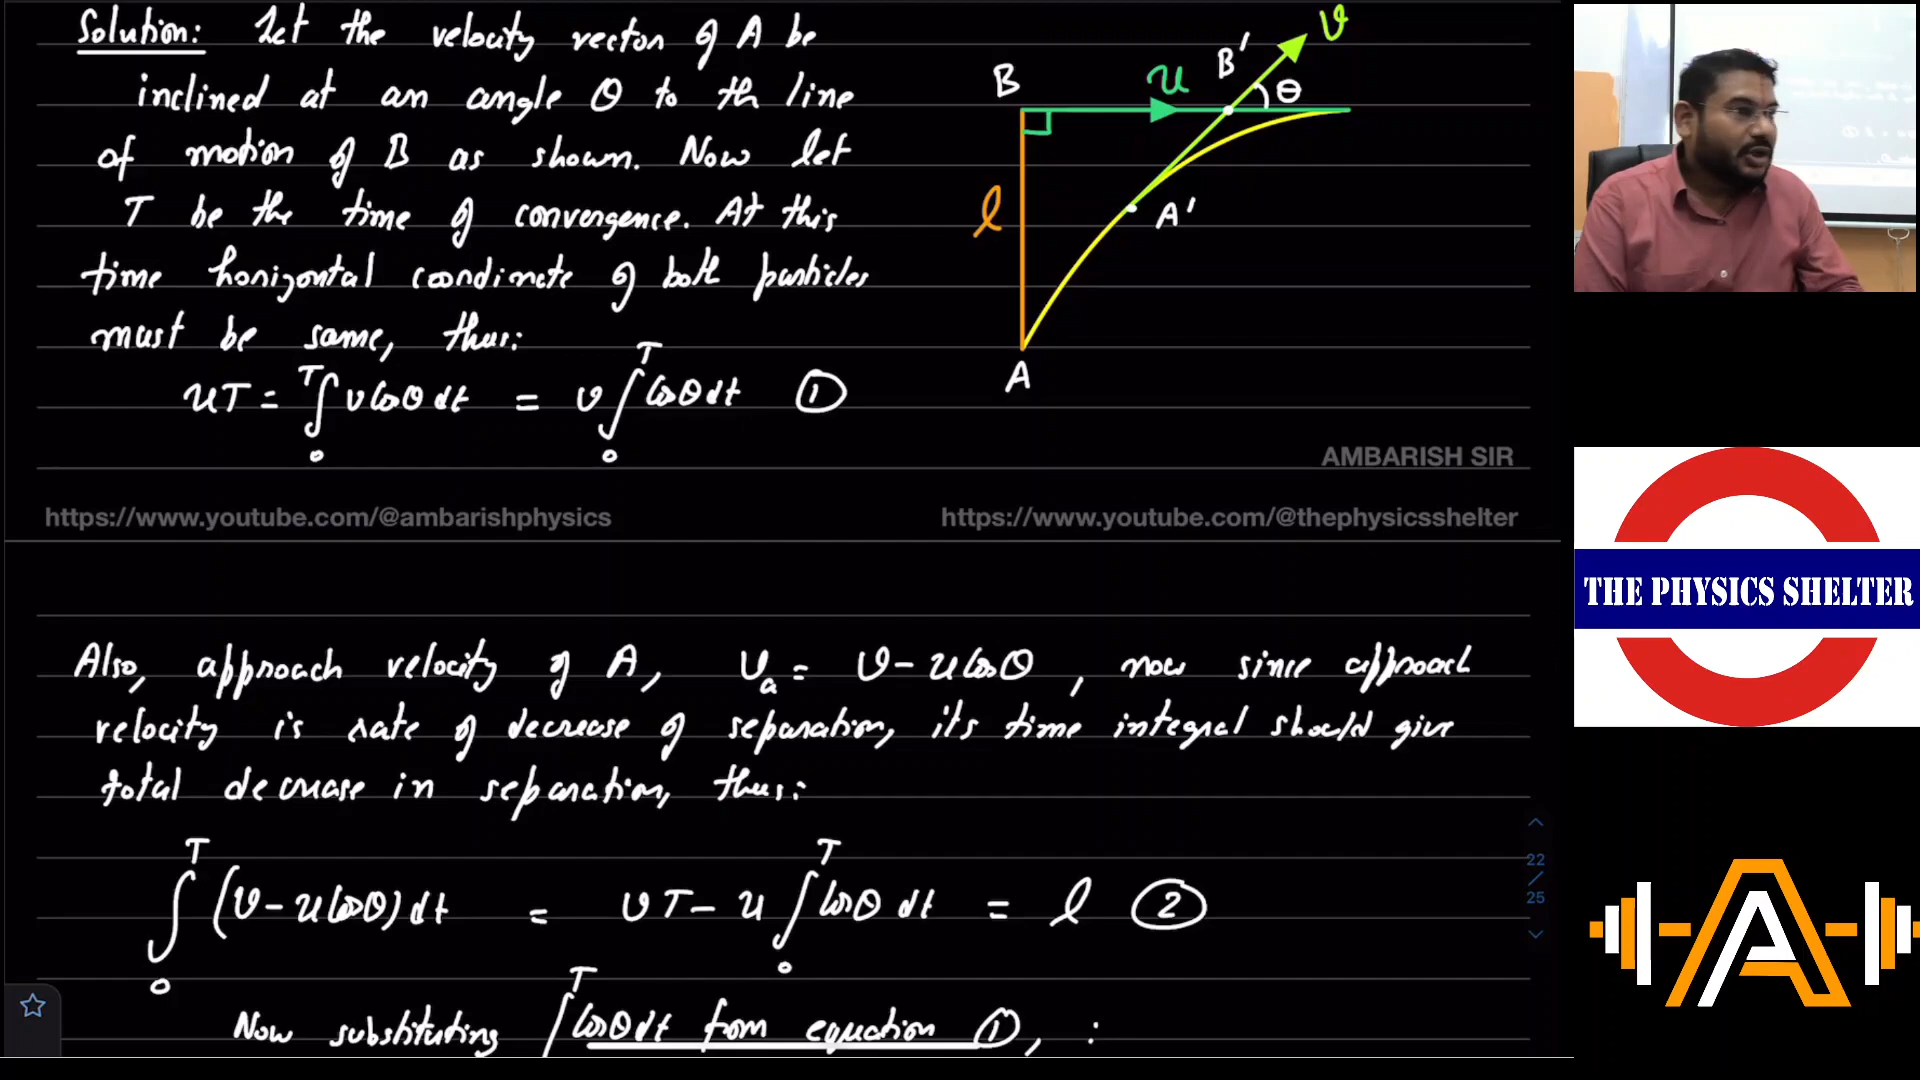 Solution: Let the velocity vector of A be
inclined at an angle θ to th line
of motion of B as shown. Now let
T be the time of convergence. At this
time horizontal coordinate of both particles
must be same, thus:
uT = ∫₀ᵀ v cosθ dt = v ∫₀ᵀ cosθ dt ①
B u B' θ v
l
A'
A
AMBARISH SIR
https://www.youtube.com/@ambarishphysics
https://www.youtube.com/@thephysicsshelter
Also, approach velocity of A, vₐ = v - u cosθ, now since approach
velocity is rate of decrease of separation, its time integral should give
total decrease in separation, thus:
∫₀ᵀ (v - u cosθ) dt = vT - u ∫₀ᵀ cosθ dt = l ②
Now substituting ∫ᵀ cosθ dt from equation ①, :
22
/
25
THE PHYSICS SHELTER
A